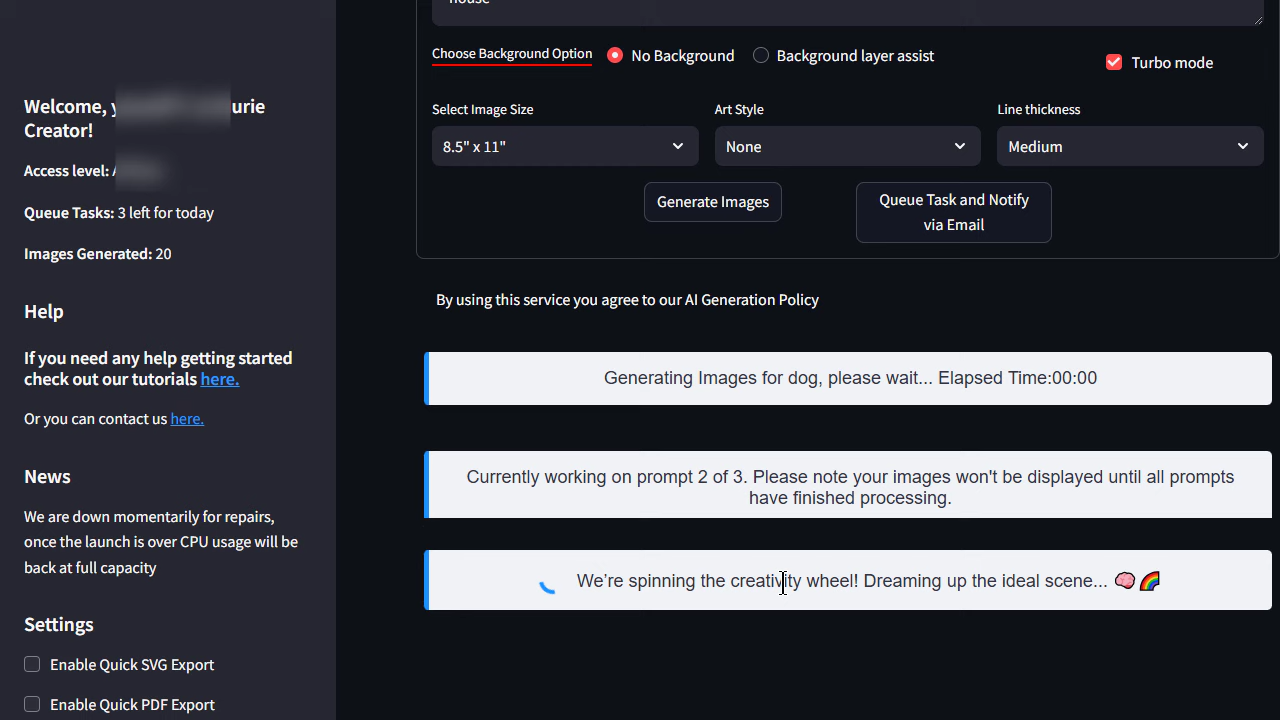 house
Choose Background Option
No Background
Background layer assist
Turbo mode
Select Image Size
Art Style
Line thickness
8.5" x 11"
None
Medium
Generate Images
Queue Task and Notify
via Email
By using this service you agree to our AI Generation Policy
Generating Images for dog, please wait... Elapsed Time:00:00
Currently working on prompt 2 of 3. Please note your images won't be displayed until all prompts
have finished processing.
We’re spinning the creativity wheel! Dreaming up the ideal scene... 🧠🌈
Welcome, urie
Creator!
Access level:
Queue Tasks: 3 left for today
Images Generated: 20
Help
If you need any help getting started
check out our tutorials here.
Or you can contact us here.
News
We are down momentarily for repairs,
once the launch is over CPU usage will be
back at full capacity
Settings
Enable Quick SVG Export
Enable Quick PDF Export